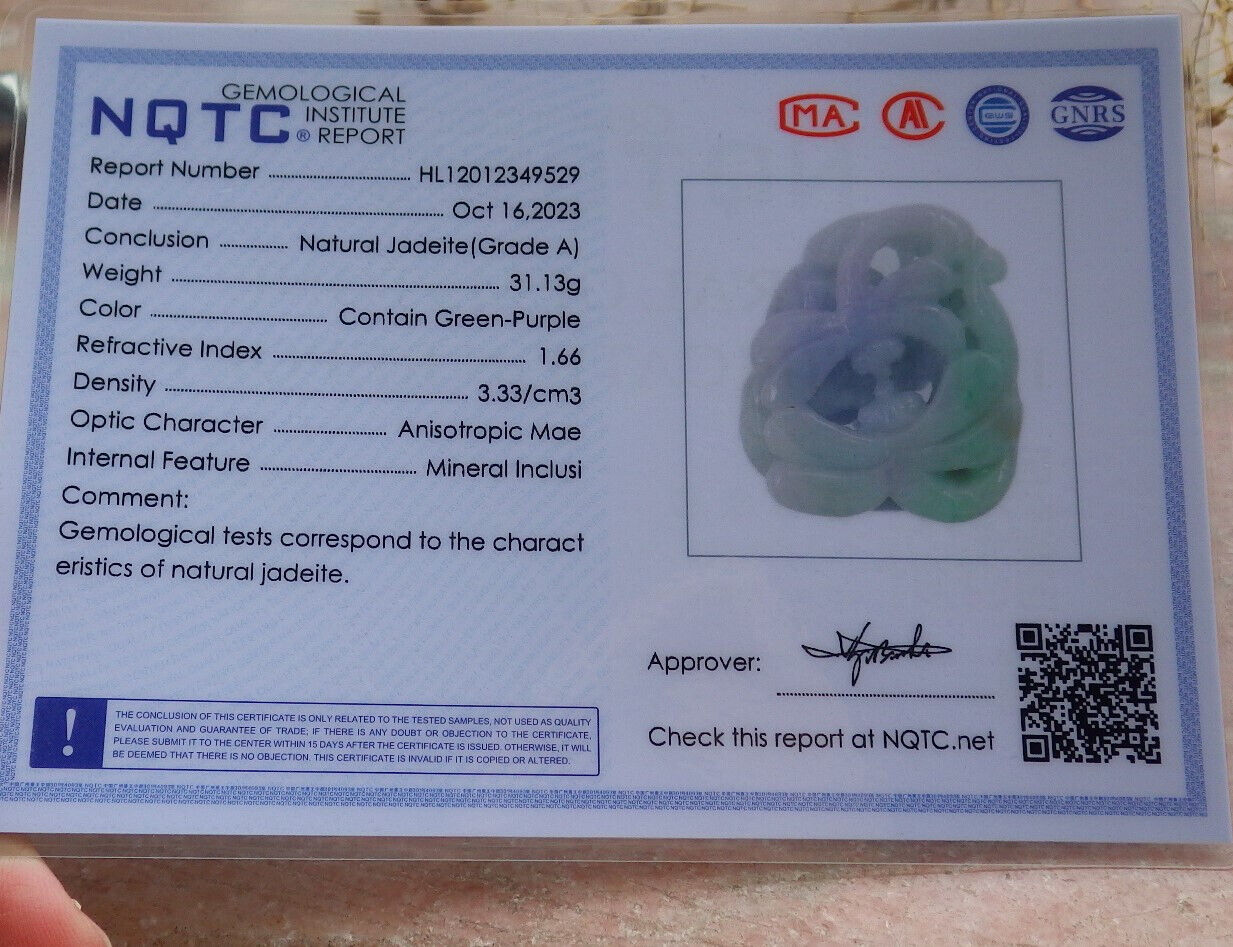 NQTC® GEMOLOGICAL INSTITUTE REPORT
Report Number ........ HL12012349529
Date ........ Oct 16,2023
Conclusion ........ Natural Jadeite(Grade A)
Weight ........ 31.13g
Color ........ Contain Green-Purple
Refractive Index ........ 1.66
Density ........ 3.33/cm3
Optic Character ........ Anisotropic Mae
Internal Feature ........ Mineral Inclusi
Comment:
Gemological tests correspond to the charact
eristics of natural jadeite.
!
THE CONCLUSION OF THIS CERTIFICATE IS ONLY RELATED TO THE TESTED SAMPLES, NOT USED AS QUALITY
EVALUATION AND GUARANTEE OF TRADE; IF THERE IS ANY DOUBT OR OBJECTION TO THE CERTIFICATE,
PLEASE SUBMIT IT TO THE CENTER WITHIN 15 DAYS AFTER THE CERTIFICATE IS ISSUED. OTHERWISE, IT WILL
BE DEEMED THAT THERE IS NO OBJECTION. THIS CERTIFICATE IS INVALID IF IT IS COPIED OR ALTERED.
MA
GNRS
Approver:
Check this report at NQTC.net